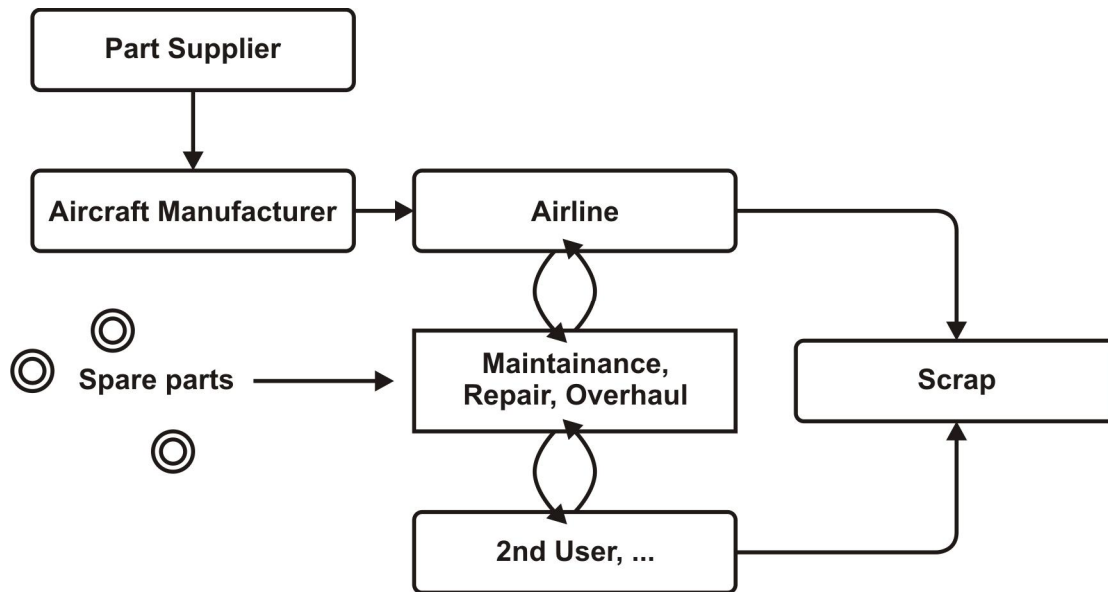 Part Supplier
Aircraft Manufacturer
Airline
Spare parts
Maintainance,
Repair, Overhaul
Scrap
2nd User, ...